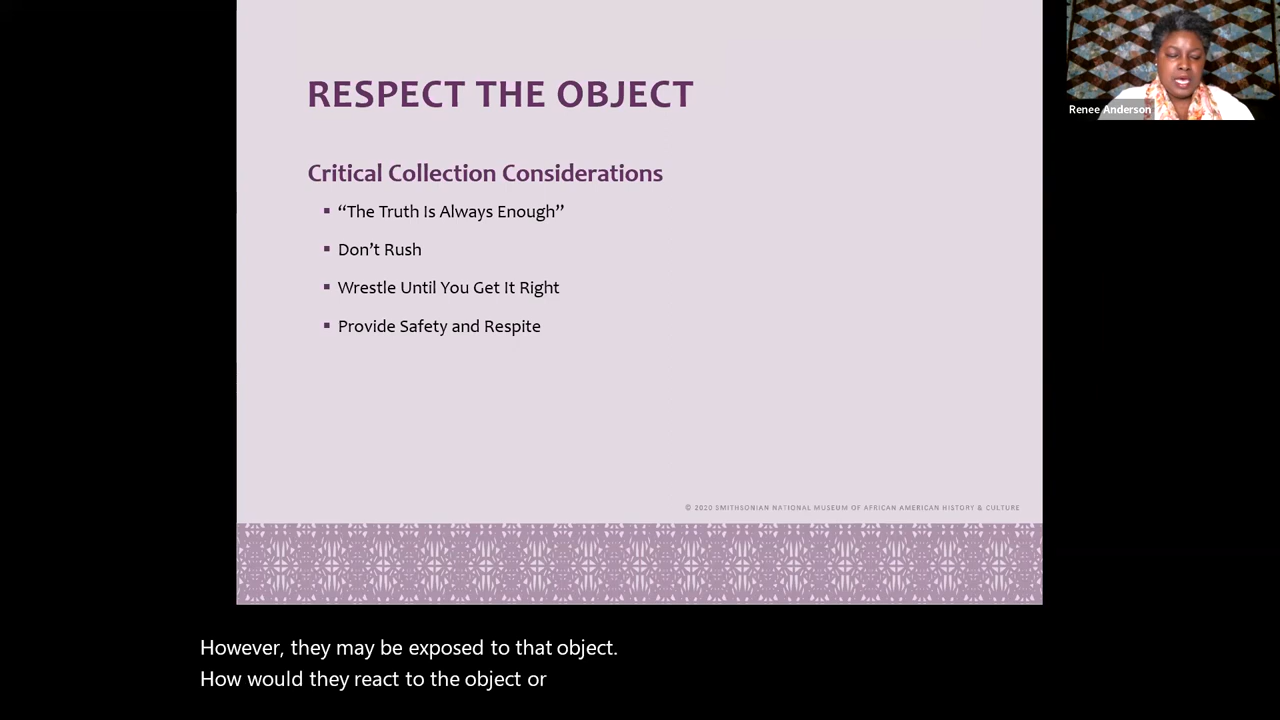 RESPECT THE OBJECT
Renee Anderson
Critical Collection Considerations
▪ “The Truth Is Always Enough”
▪ Don’t Rush
▪ Wrestle Until You Get It Right
▪ Provide Safety and Respite
© 2020 SMITHSONIAN NATIONAL MUSEUM OF AFRICAN AMERICAN HISTORY & CULTURE
However, they may be exposed to that object.
How would they react to the object or